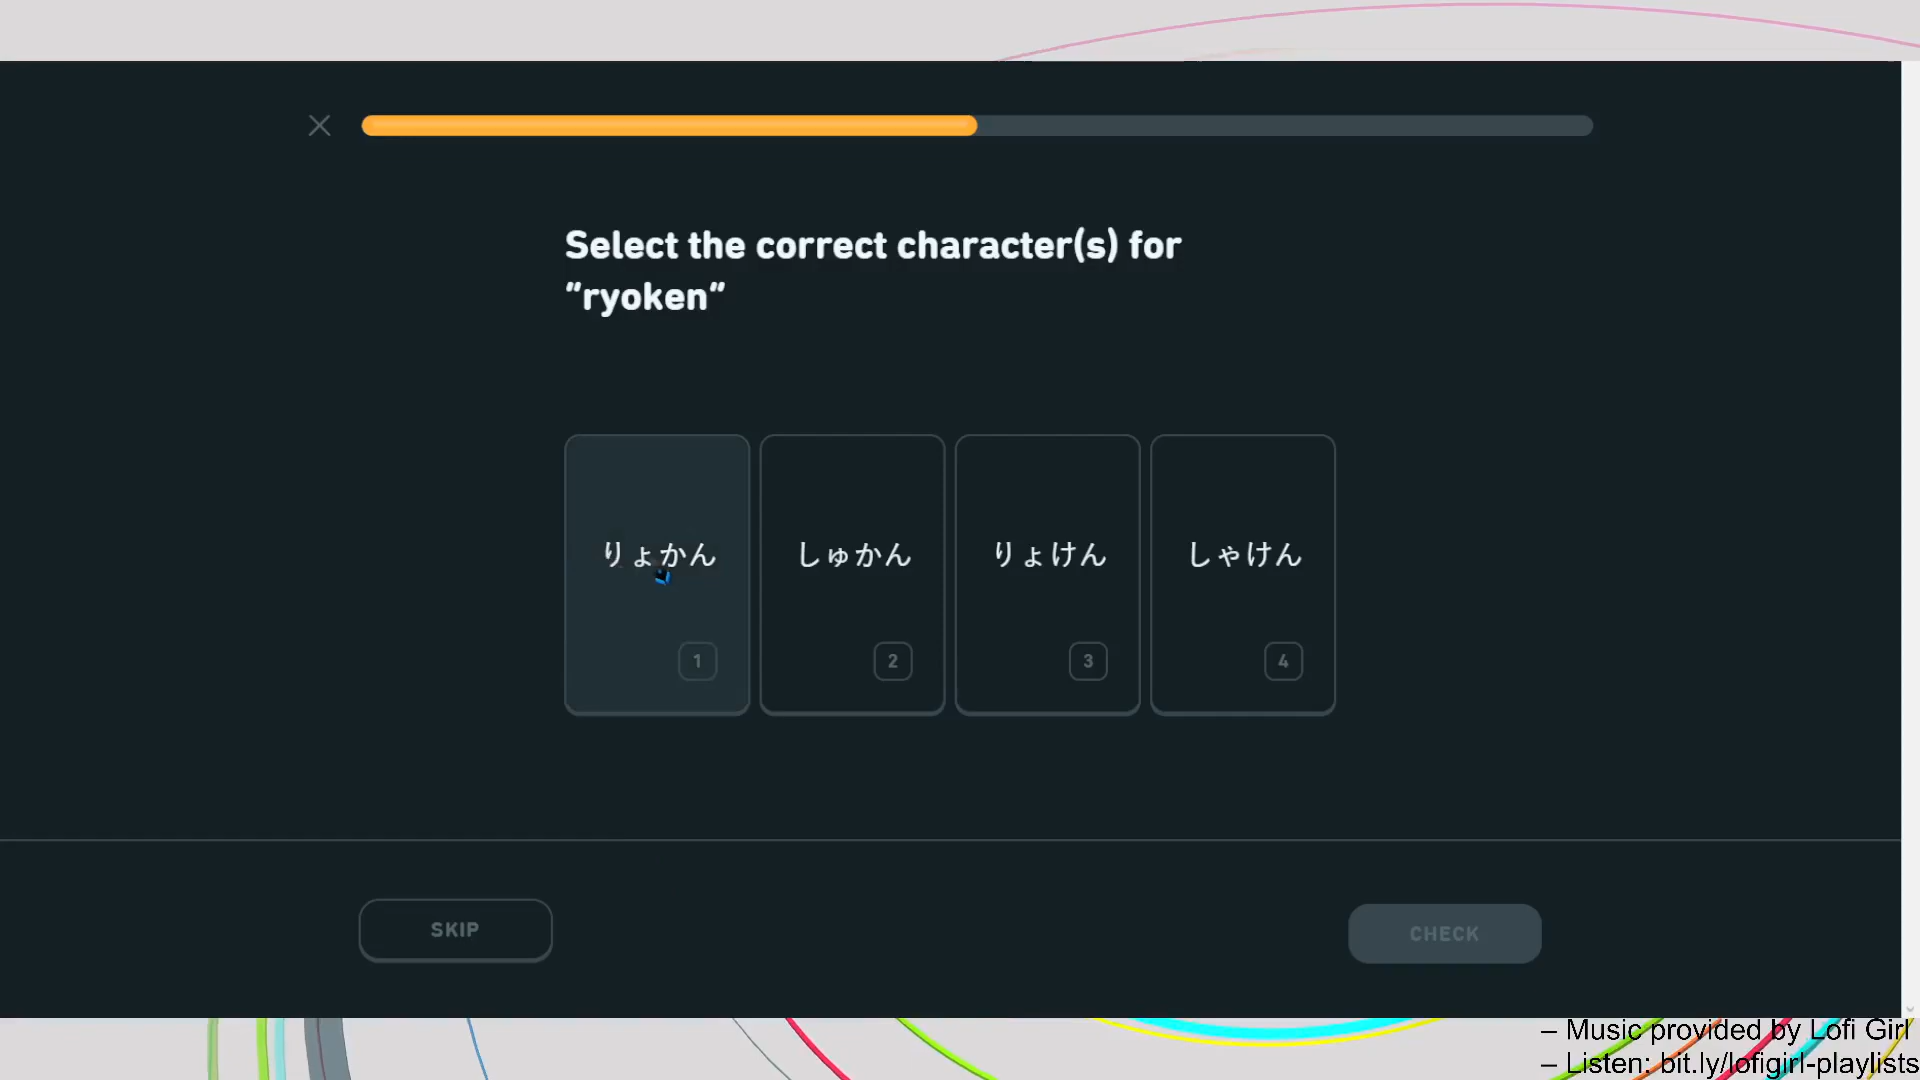 Select the correct character(s) for
"ryoken"
りょかん
しゅかん
りょけん
しゃけん
1
2
3
4
SKIP
CHECK
– Music provided by Lofi Girl
– Listen: bit.ly/lofigirl-playlists